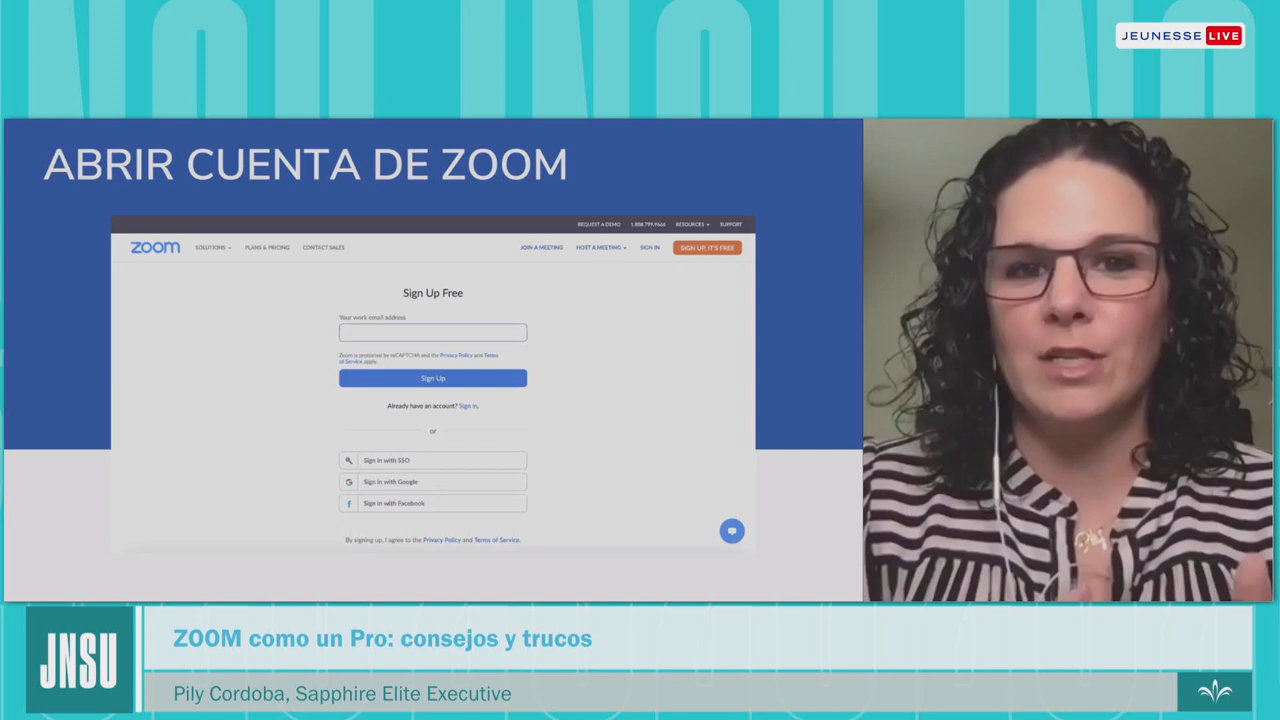 JEUNESSE LIVE
ABRIR CUENTA DE ZOOM
REQUEST A DEMO 1.888.799.9666 RESOURCES SUPPORT
zoom SOLUTIONS PLANS & PRICING CONTACT SALES JOIN A MEETING HOST A MEETING SIGN IN SIGN UP, IT'S FREE
Sign Up Free
Your work email address
Zoom is protected by reCAPTCHA and the Privacy Policy and Terms
of Service apply.
Sign Up
Already have an account? Sign in.
or
Sign In with SSO
Sign In with Google
Sign In with Facebook
By signing up, I agree to the Privacy Policy and Terms of Service.
JNSU
ZOOM como un Pro: consejos y trucos
Pily Cordoba, Sapphire Elite Executive